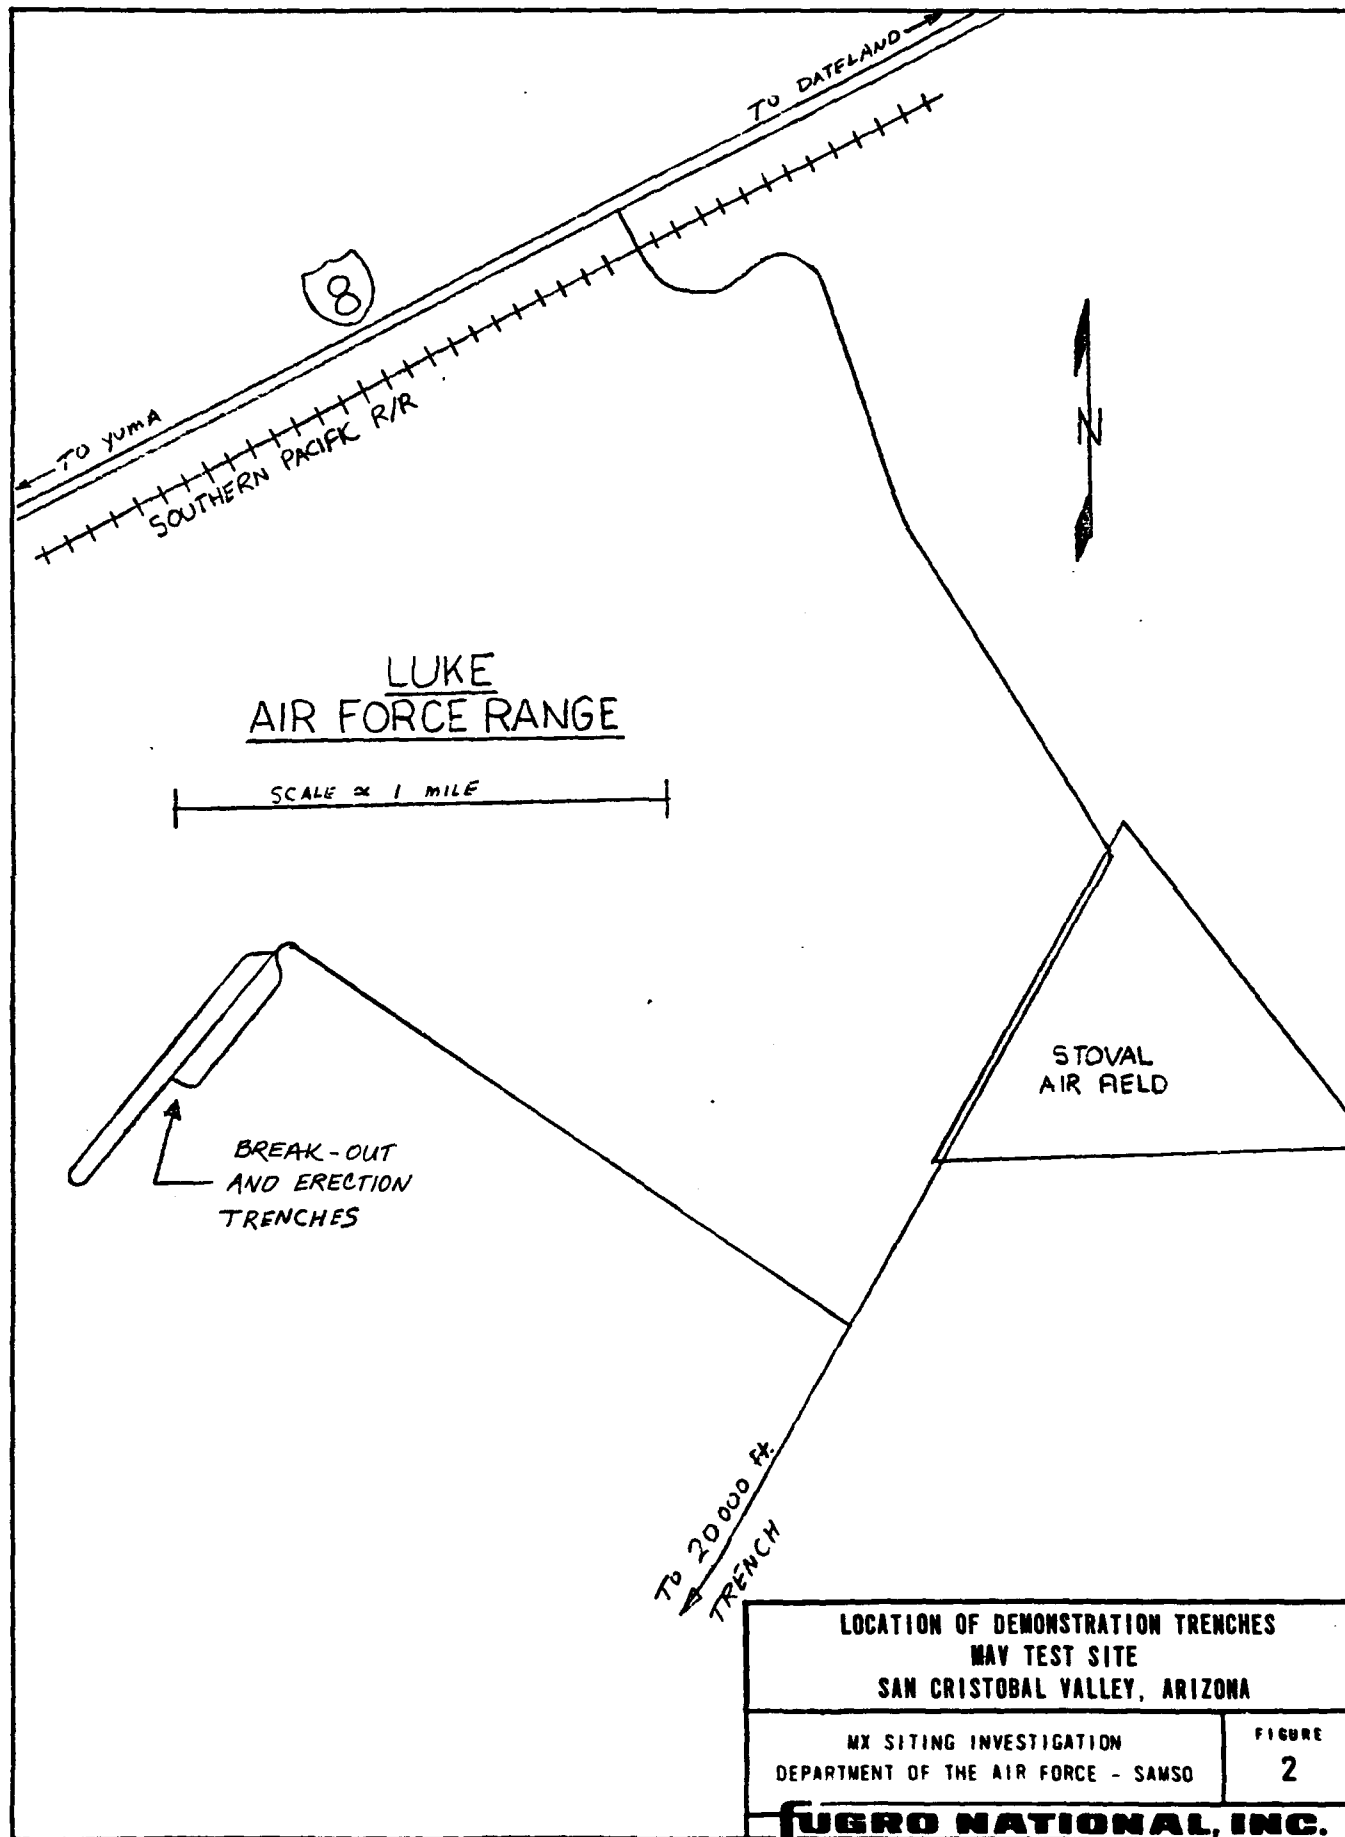 TO DATELAND
8
TO YUMA
SOUTHERN PACIFIC R/R
N
LUKE
AIR FORCE RANGE
SCALE ≈ 1 MILE
STOVAL
AIR FIELD
BREAK-OUT
AND ERECTION
TRENCHES
TO 20000 ft.
TRENCH
LOCATION OF DEMONSTRATION TRENCHES
MAV TEST SITE
SAN CRISTOBAL VALLEY, ARIZONA
MX SITING INVESTIGATION
DEPARTMENT OF THE AIR FORCE - SAMSO
FIGURE
2
fUGRO NATIONAL, INC.